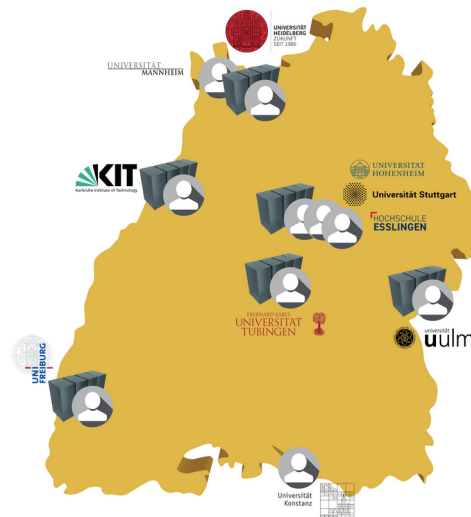 UNIVERSITÄT
HEIDELBERG
ZUKUNFT
SEIT 1386
UNIVERSITÄT
MANNHEIM
KIT
Karlsruhe Institute of Technology
UNIVERSITÄT
HOHENHEIM
Universität Stuttgart
HOCHSCHULE
ESSLINGEN
EBERHARD KARLS
UNIVERSITÄT
TÜBINGEN
universität
uulm
UNI
FREIBURG
Universität
Konstanz